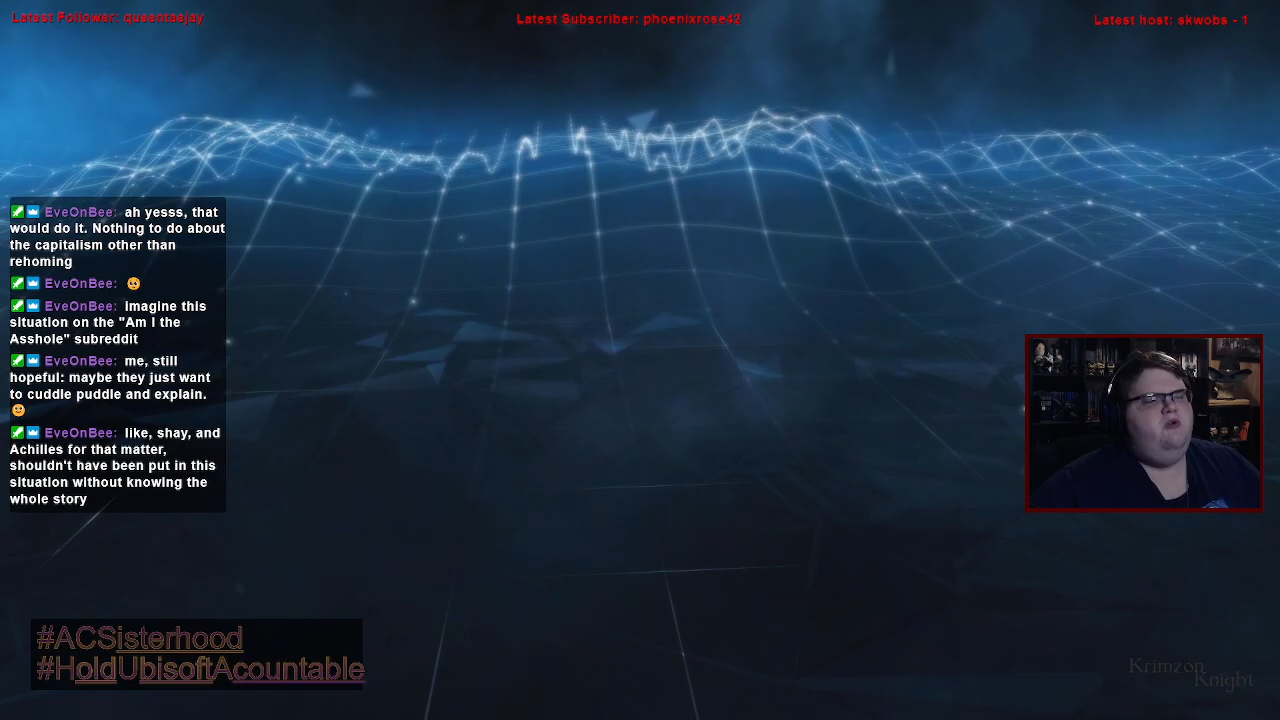 Latest Follower: queentaajay
Latest Subscriber: phoenixrose42
Latest host: skwobs - 1
EveOnBee: ah yesss, that
would do it. Nothing to do about
the capitalism other than
rehoming
EveOnBee:
EveOnBee: Imagine this
situation on the "Am I the
Asshole" subreddit
EveOnBee: me, still
hopeful: maybe they just want
to cuddle puddle and explain.
EveOnBee: like, shay, and
Achilles for that matter,
shouldn't have been put in this
situation without knowing the
whole story
#ACSisterhood
#HoldUbisoftAcountable
Krimzon
Knight